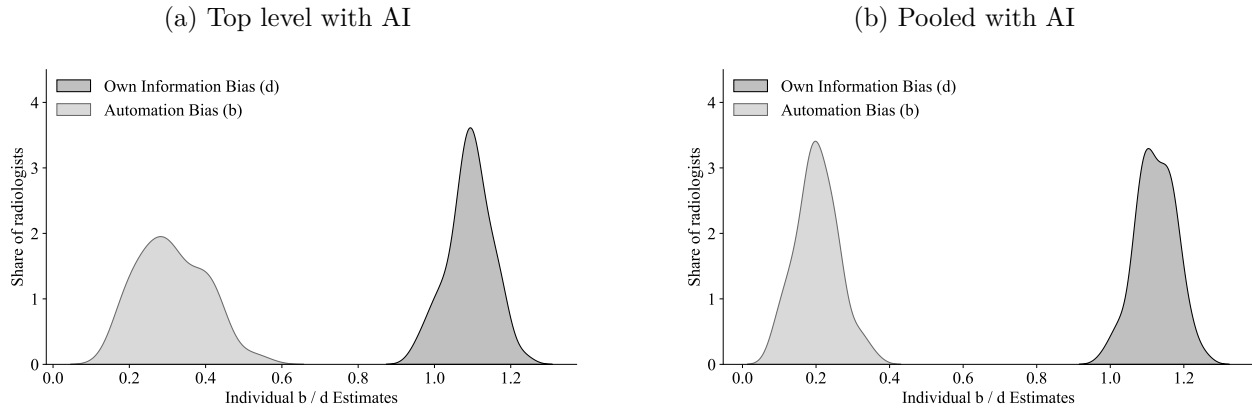 (a) Top level with AI
Own Information Bias (d)
Automation Bias (b)
Share of radiologists
4
3
2
1
0
0.0 0.2 0.4 0.6 0.8 1.0 1.2
Individual b / d Estimates
(b) Pooled with AI
Own Information Bias (d)
Automation Bias (b)
Share of radiologists
4
3
2
1
0
0.0 0.2 0.4 0.6 0.8 1.0 1.2
Individual b / d Estimates